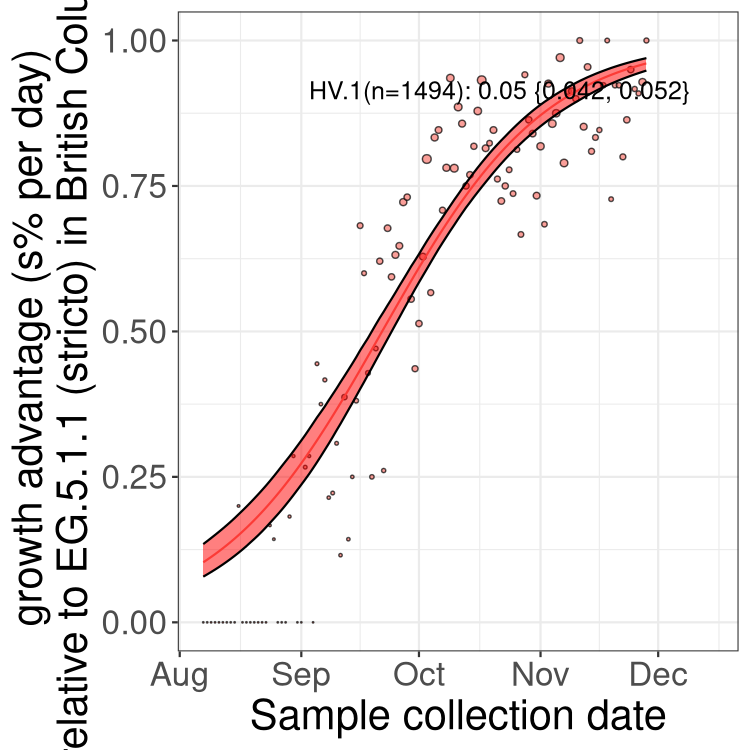 growth advantage (s% per day)
relative to EG.5.1.1 (stricto) in British
1.00
0.75
0.50
0.25
0.00
HV.1(n=1494): 0.05 {0.042, 0.052}
Aug Sep Oct Nov Dec
Sample collection date